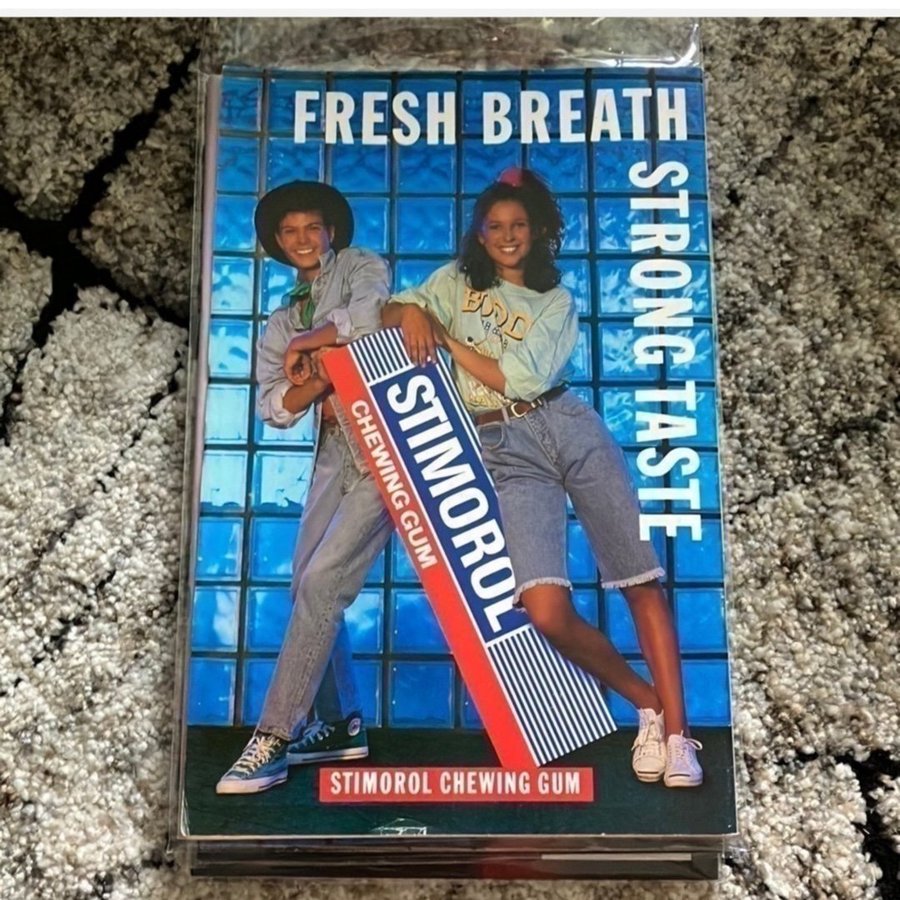 FRESH BREATH
STRONG TASTE
STIMOROL
CHEWING GUM
STIMOROL CHEWING GUM